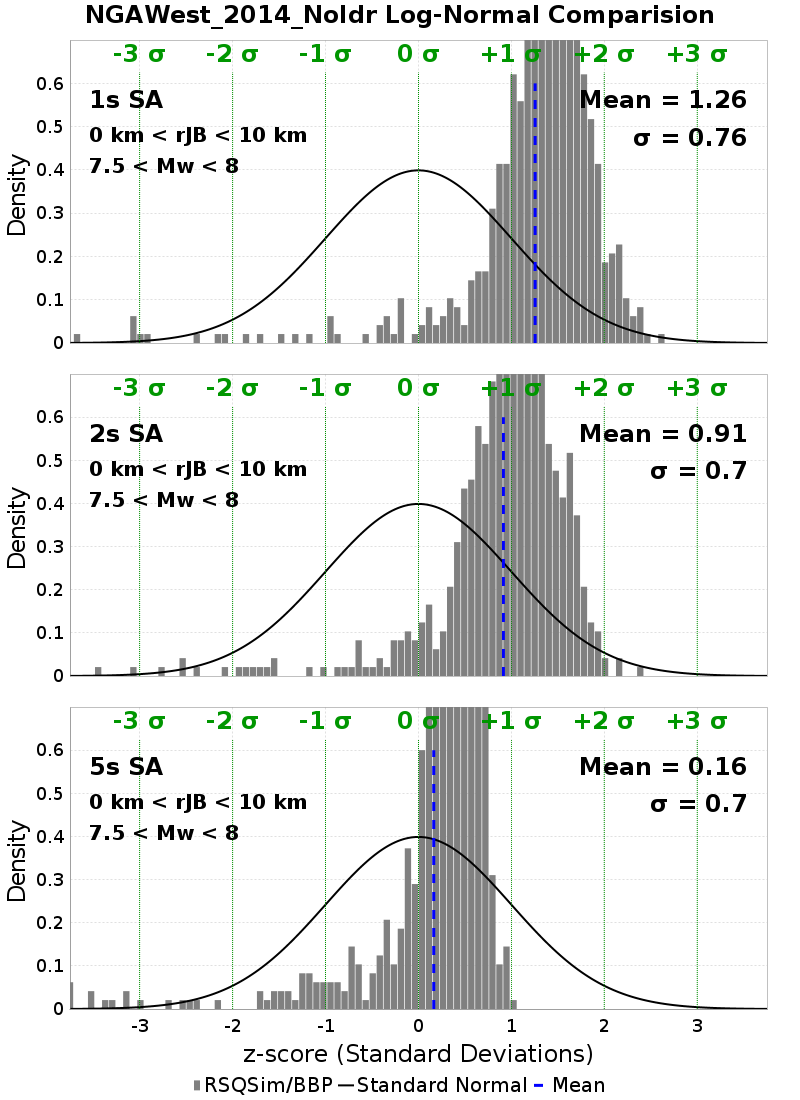 NGAWest_2014_NoIdr Log-Normal Comparision
-3 σ -2 σ -1 σ 0 σ +1 σ +2 σ +3 σ
1s SA
Mean = 1.26
0 km < rJB < 10 km
σ = 0.76
7.5 < Mw < 8
Density
0.6
0.5
0.4
0.3
0.2
0.1
0
-3 σ -2 σ -1 σ 0 σ +1 σ +2 σ +3 σ
2s SA
Mean = 0.91
0 km < rJB < 10 km
σ = 0.7
7.5 < Mw < 8
Density
0.6
0.5
0.4
0.3
0.2
0.1
0
-3 σ -2 σ -1 σ 0 σ +1 σ +2 σ +3 σ
5s SA
Mean = 0.16
0 km < rJB < 10 km
σ = 0.7
7.5 < Mw < 8
Density
0.6
0.5
0.4
0.3
0.2
0.1
0
-3 -2 -1 0 1 2 3
z-score (Standard Deviations)
RSQSim/BBP Standard Normal Mean